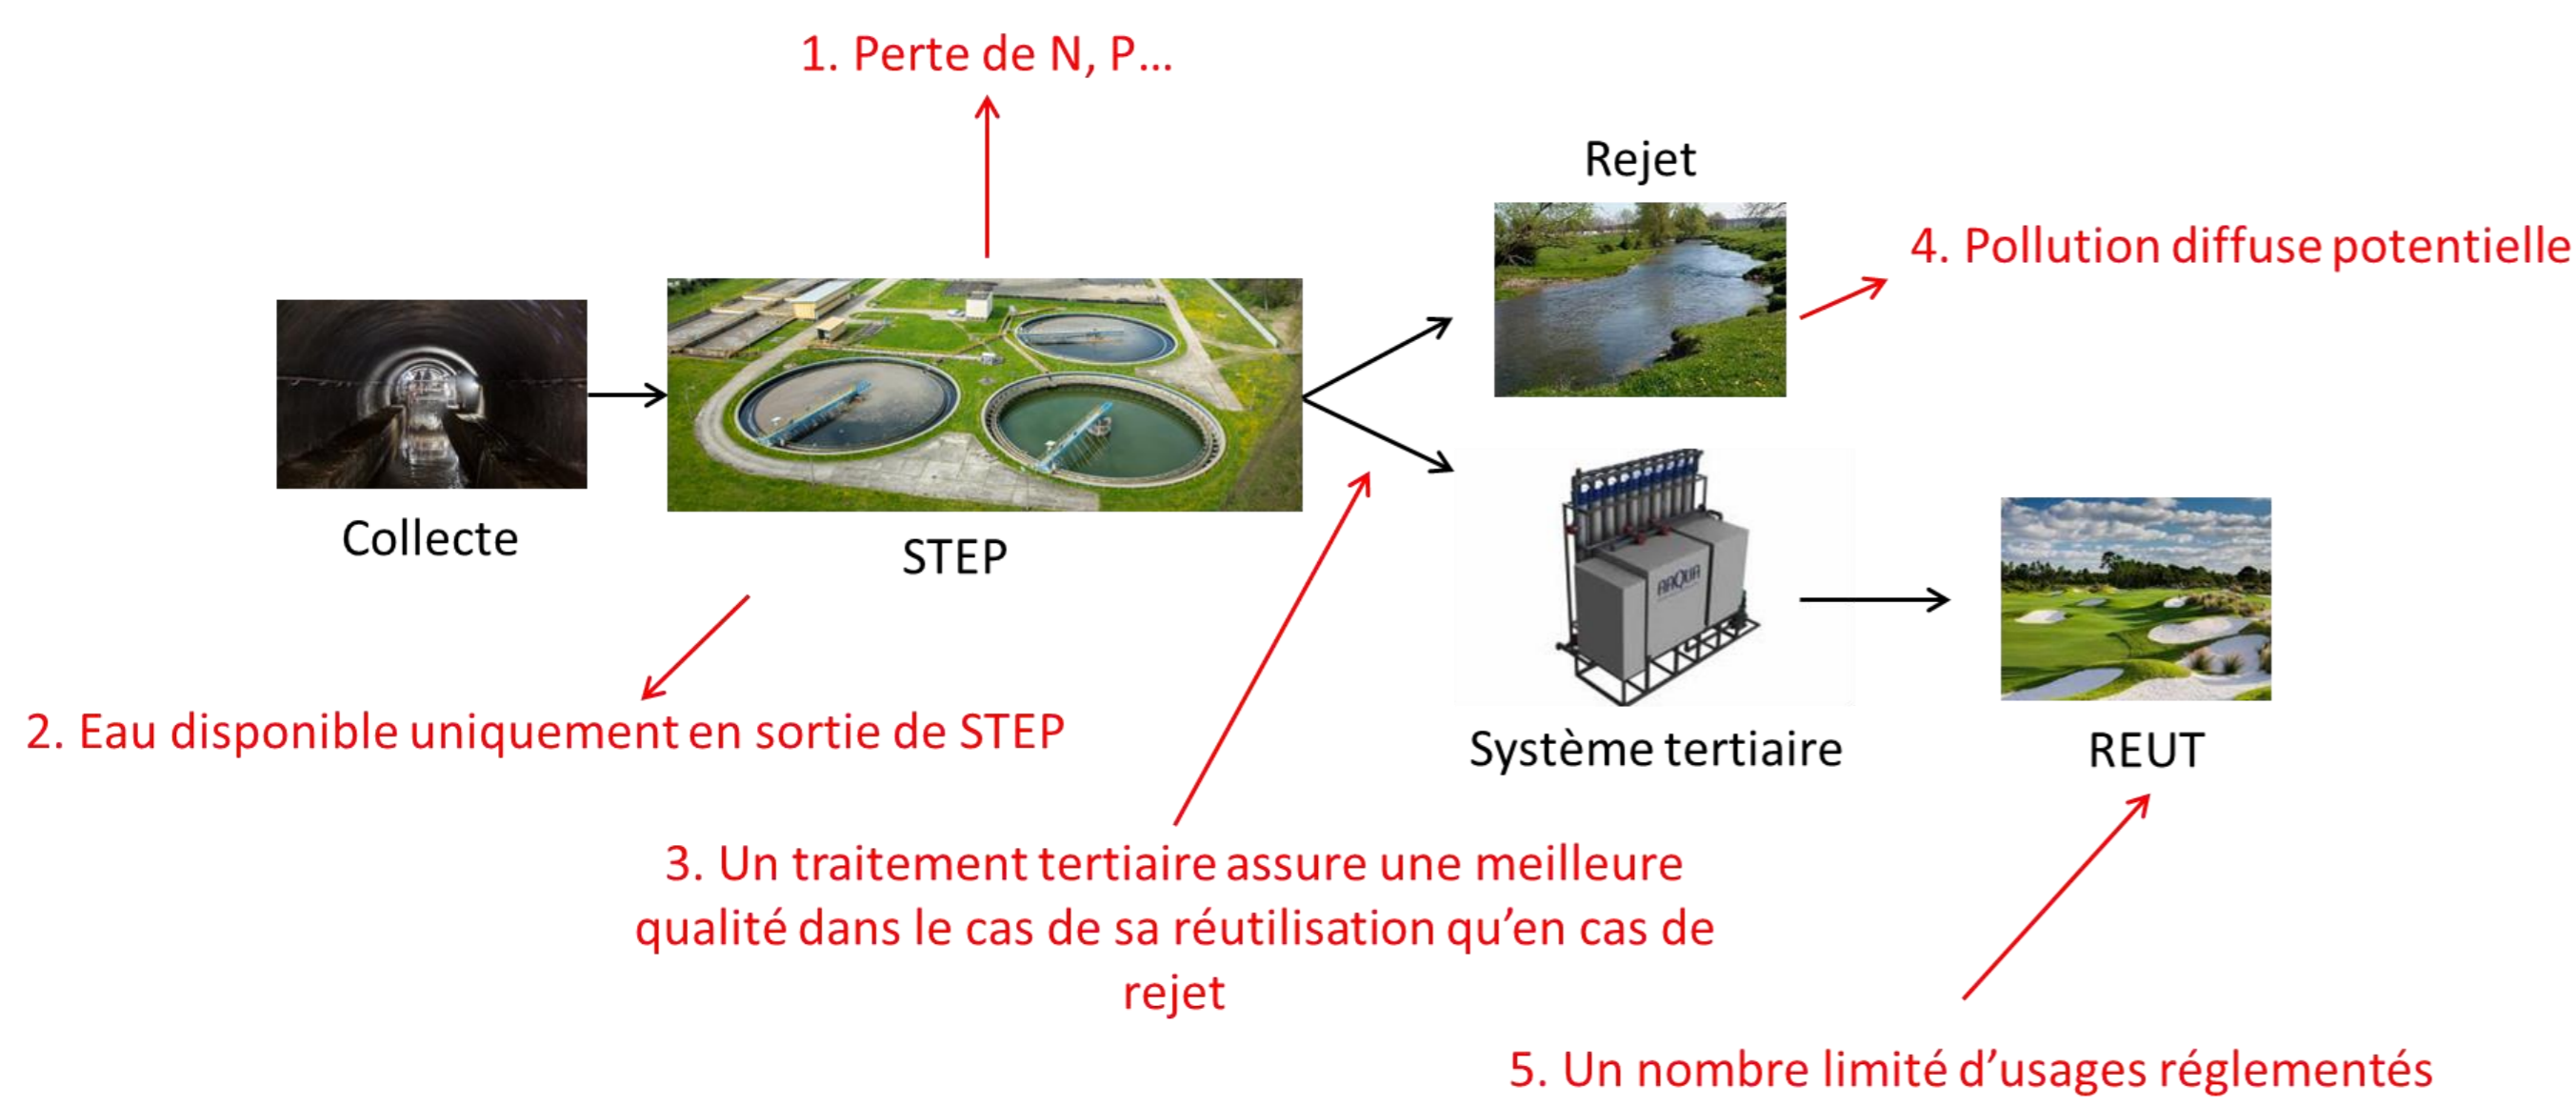 1. Perte de N, P...
Rejet
4. Pollution diffuse potentielle
Collecte
STEP
AAQUA
2. Eau disponible uniquement en sortie de STEP
Système tertiaire
REUT
3. Un traitement tertiaire assure une meilleure
qualité dans le cas de sa réutilisation qu’en cas de
rejet
5. Un nombre limité d’usages réglementés